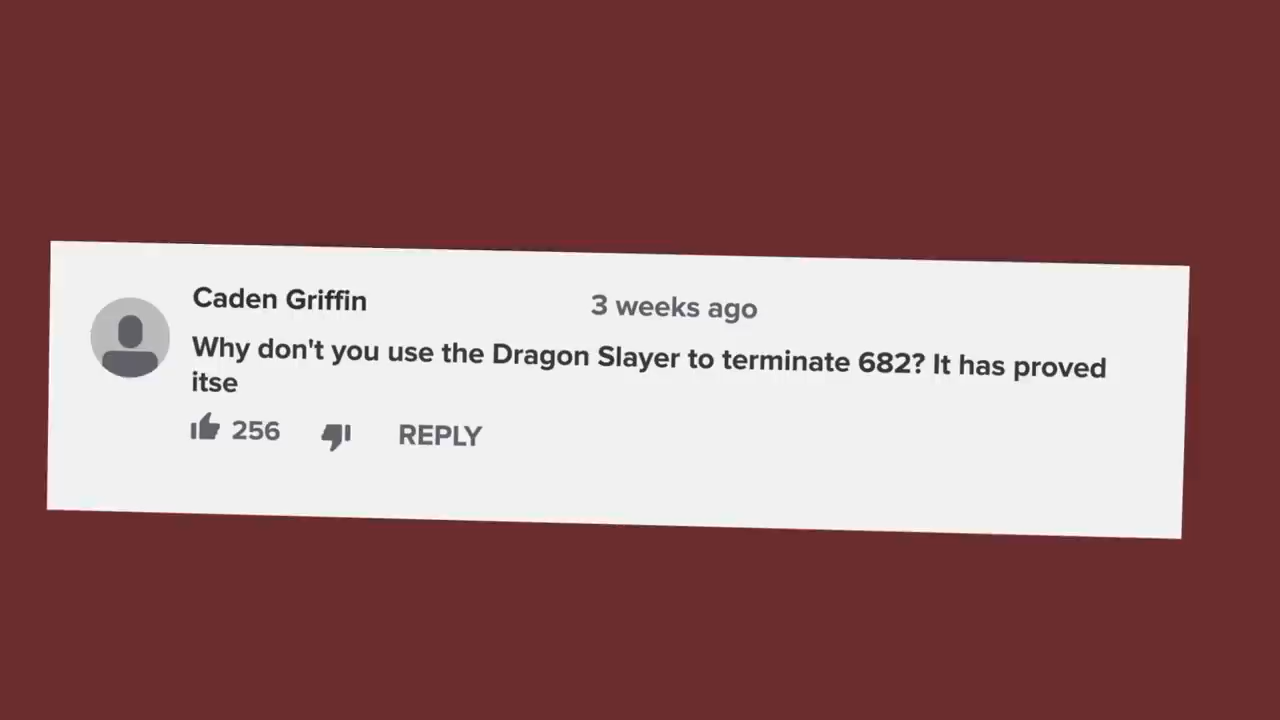 Caden Griffin 3 weeks ago
Why don't you use the Dragon Slayer to terminate 682? It has proved
itse
256 REPLY